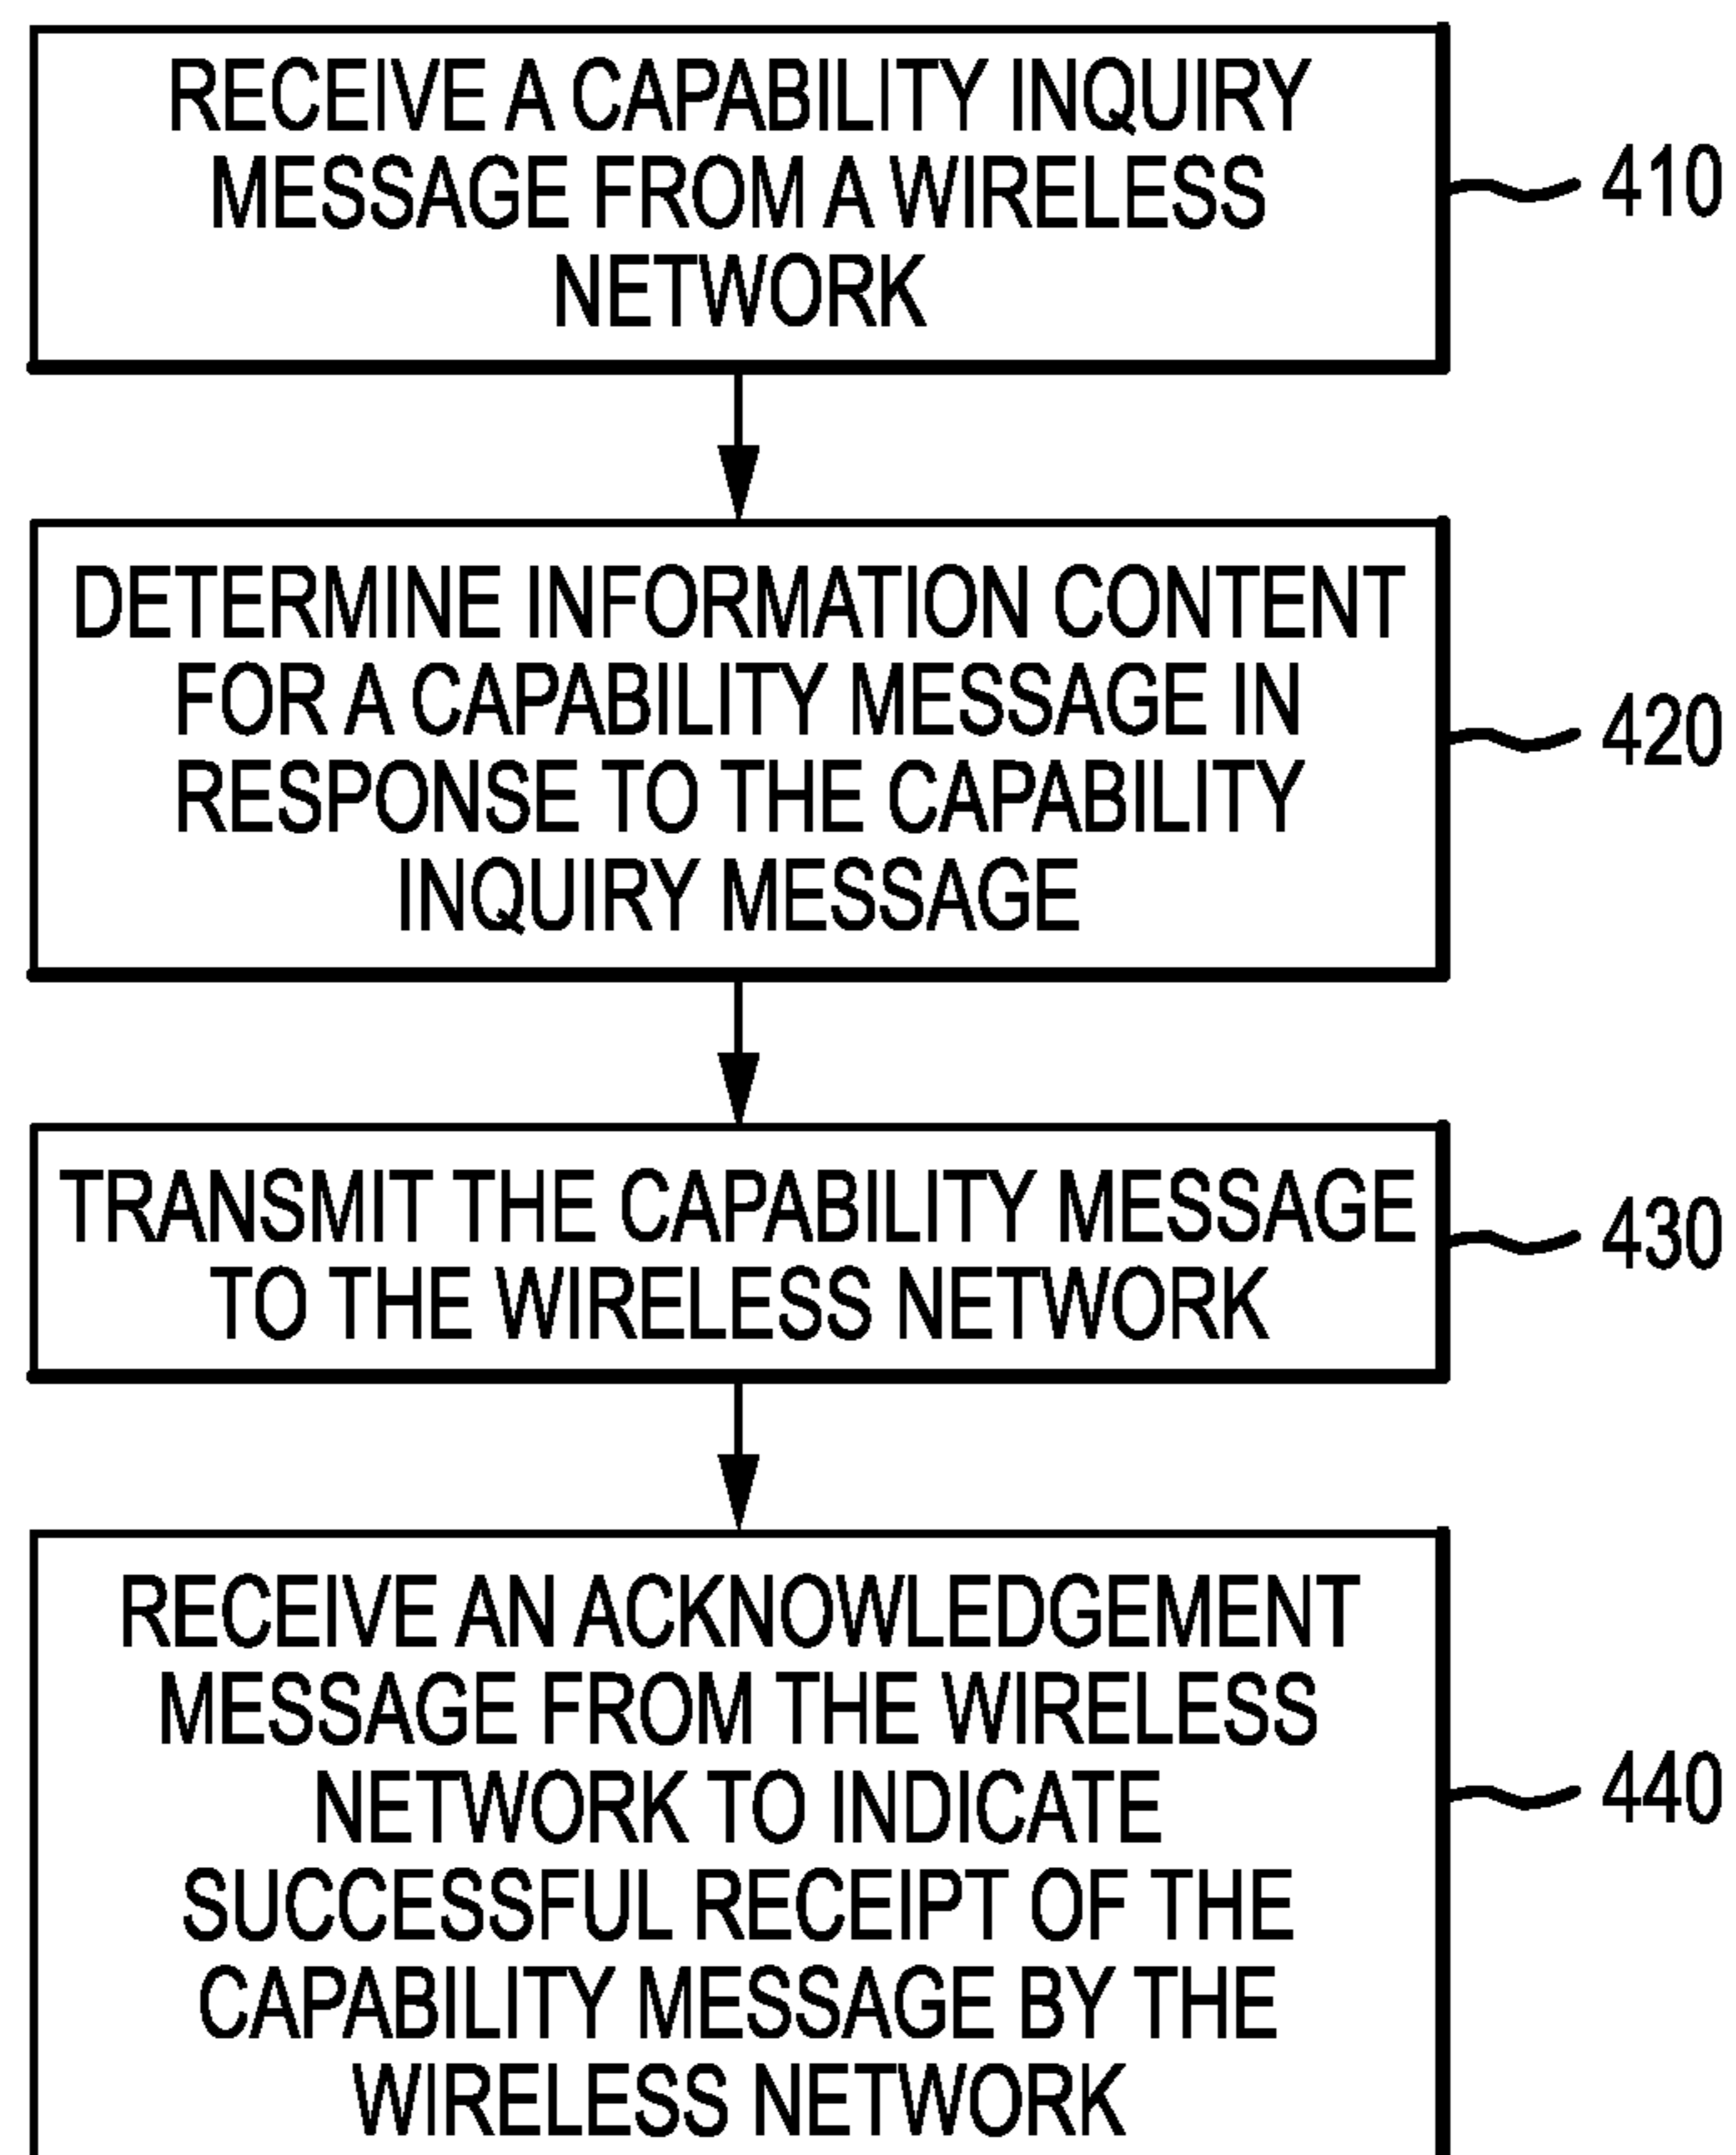 RECEIVE A CAPABILITY INQUIRY
MESSAGE FROM A WIRELESS
NETWORK
410
DETERMINE INFORMATION CONTENT
FOR A CAPABILITY MESSAGE IN
RESPONSE TO THE CAPABILITY
INQUIRY MESSAGE
420
TRANSMIT THE CAPABILITY MESSAGE
TO THE WIRELESS NETWORK
430
RECEIVE AN ACKNOWLEDGEMENT
MESSAGE FROM THE WIRELESS
NETWORK TO INDICATE
SUCCESSFUL RECEIPT OF THE
CAPABILITY MESSAGE BY THE
WIRELESS NETWORK
440